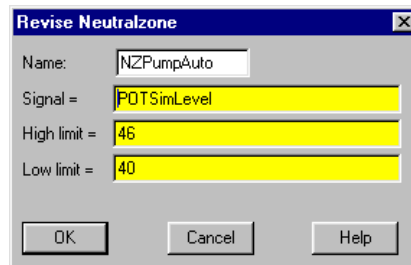 Revise Neutralzone
Name: NZPumpAuto
Signal = POTSimLevel
High limit = 46
Low limit = 40
OK Cancel Help